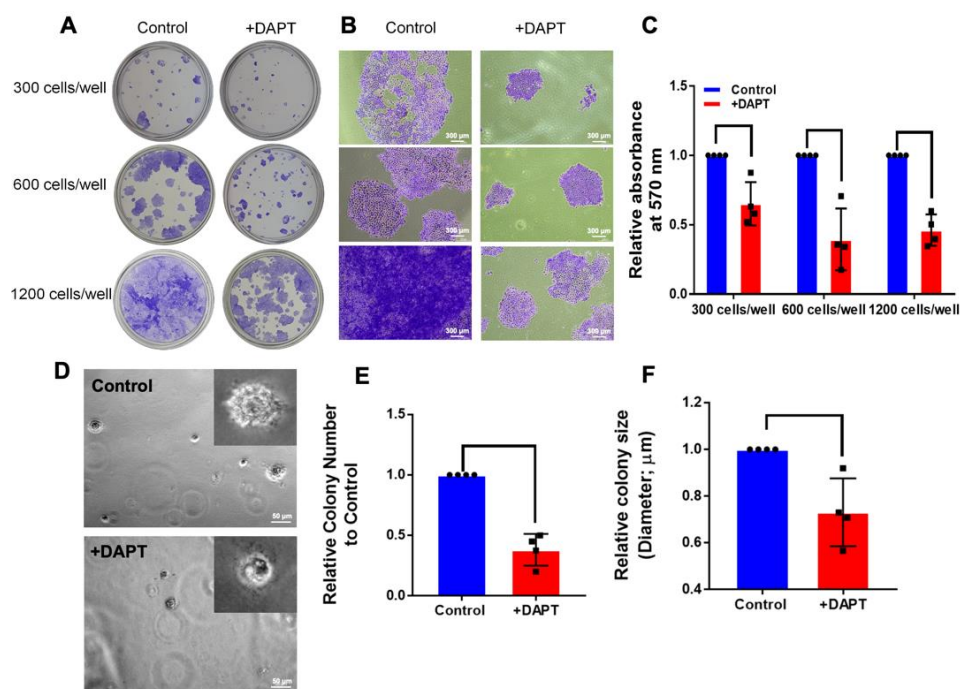 A
Control
+DAPT
300 cells/well
600 cells/well
1200 cells/well
B
Control
+DAPT
300 µm
300 µm
300 µm
300 µm
300 µm
300 µm
C
Control
+DAPT
Relative absorbance
at 570 nm
1.5
1.0
0.5
0.0
300 cells/well
600 cells/well
1200 cells/well
D
Control
50 µm
+DAPT
50 µm
E
Relative Colony Number
to Control
1.5
1.0
0.5
0.0
Control
+DAPT
F
Relative colony size
(Diameter; µm)
1.2
1.0
0.8
0.6
0.4
Control
+DAPT